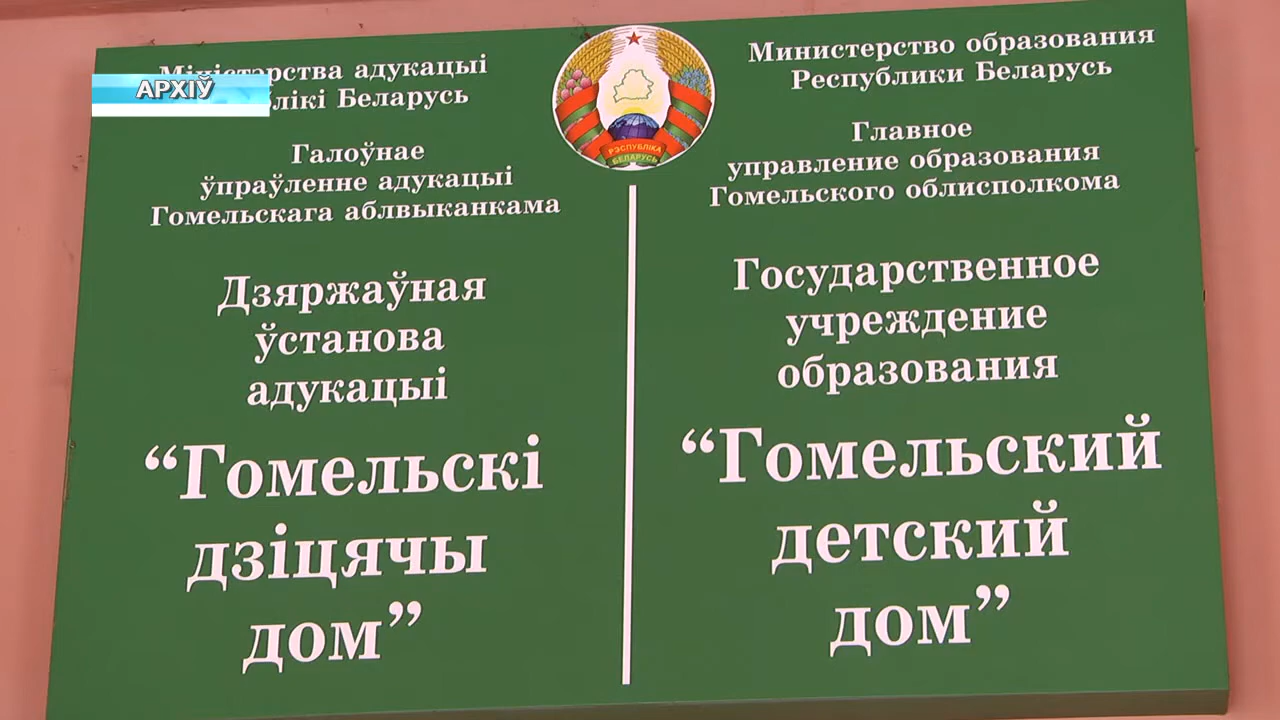 АРХІЎ
Міністэрства адукацыі
Беларусь
Галоўнае
ўпраўленне адукацыі
Гомельскага аблвыканкама
Дзяржаўная
ўстанова
адукацыі
“Гомельскі
дзіцячы
дом”
РЭСПУБЛІКА
БЕЛАРУСЬ
Министерство образования
Республики Беларусь
Главное
управление образования
Гомельского облисполкома
Государственное
учреждение
образования
“Гомельский
детский
дом”